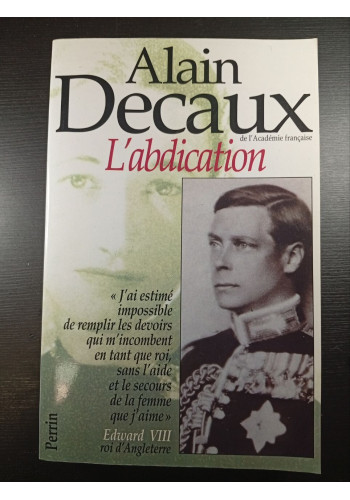 Alain
Decaux
de l'Académie française
L'abdication
« J'ai estimé
impossible
de remplir les devoirs
qui m'incombent
en tant que roi,
sans l'aide
et le secours
de la femme
que j'aime »
Edward VIII
roi d'Angleterre
Perrin